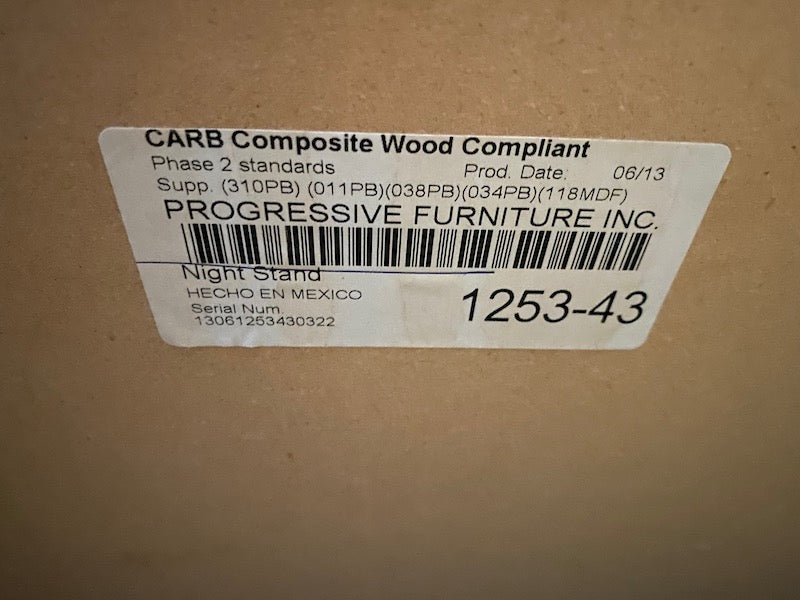 CARB Composite Wood Compliant
Phase 2 standards Prod. Date: 06/13
Supp. (310PB) (011PB)(038PB)(034PB)(118MDF)
PROGRESSIVE FURNITURE INC.
Night Stand
HECHO EN MEXICO
1253-43
Serial Num.
13061253430322